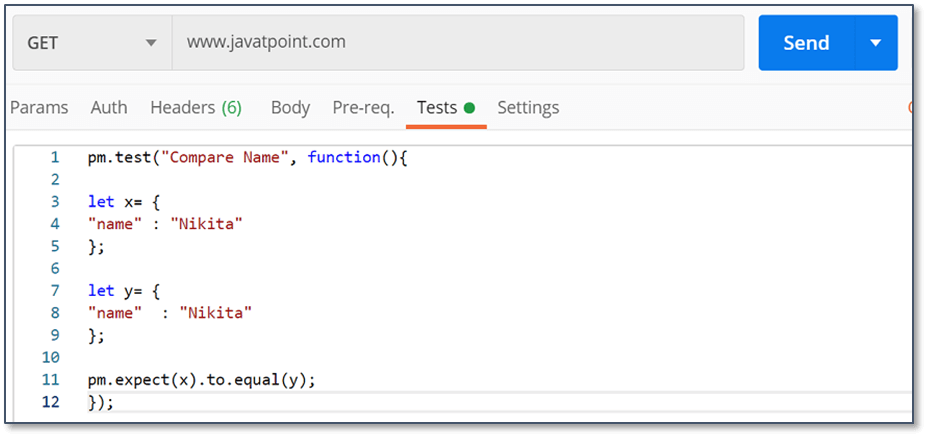 GET www.javatpoint.com Send
Params Auth Headers (6) Body Pre-req. Tests Settings
1 pm.test("Compare Name", function(){
2
3 let x= {
4 "name" : "Nikita"
5 };
6
7 let y= {
8 "name"  : "Nikita"
9 };
10
11 pm.expect(x).to.equal(y);
12 });